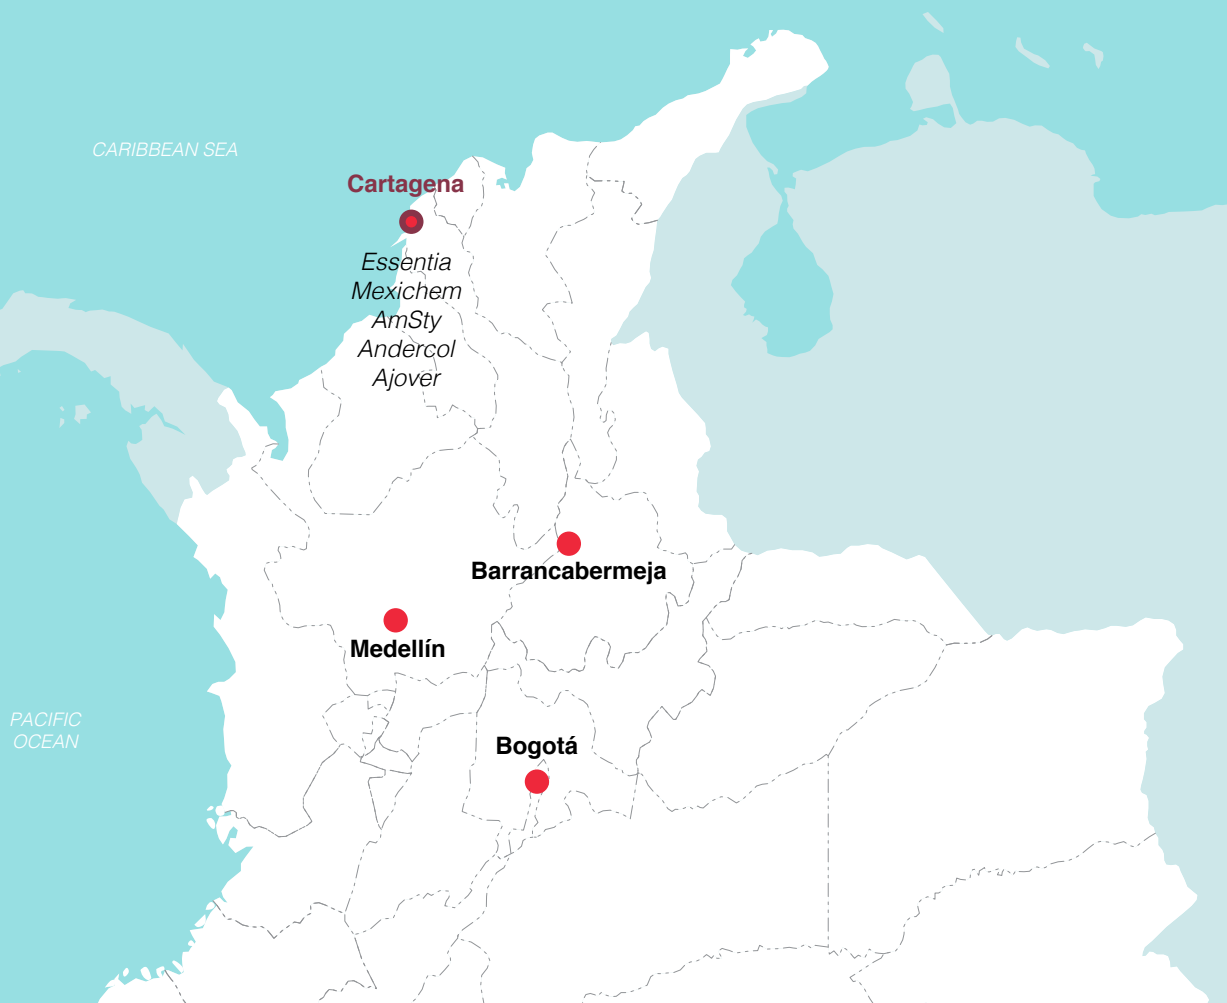 CARIBBEAN SEA
Cartagena
Essentia
Mexichem
AmSty
Andercol
Ajover
Barrancabermeja
Medellín
PACIFIC
OCEAN
Bogotá